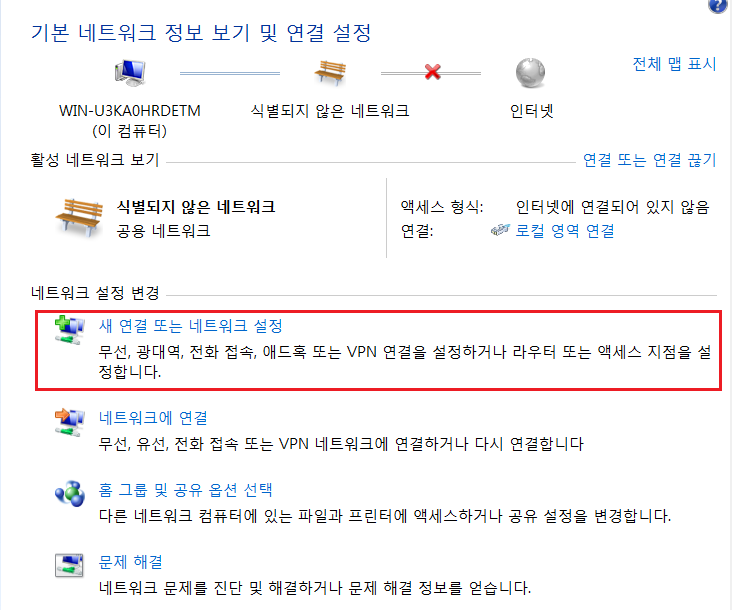 기본 네트워크 정보 보기 및 연결 설정
전체 맵 표시
WIN-U3KA0HRDETM
(이 컴퓨터)
식별되지 않은 네트워크
인터넷
활성 네트워크 보기
연결 또는 연결 끊기
식별되지 않은 네트워크
공용 네트워크
액세스 형식: 인터넷에 연결되어 있지 않음
연결: 로컬 영역 연결
네트워크 설정 변경
새 연결 또는 네트워크 설정
무선, 광대역, 전화 접속, 애드혹 또는 VPN 연결을 설정하거나 라우터 또는 액세스 지점을 설
정합니다.
네트워크에 연결
무선, 유선, 전화 접속 또는 VPN 네트워크에 연결하거나 다시 연결합니다
홈 그룹 및 공유 옵션 선택
다른 네트워크 컴퓨터에 있는 파일과 프린터에 액세스하거나 공유 설정을 변경합니다.
문제 해결
네트워크 문제를 진단 및 해결하거나 문제 해결 정보를 얻습니다.